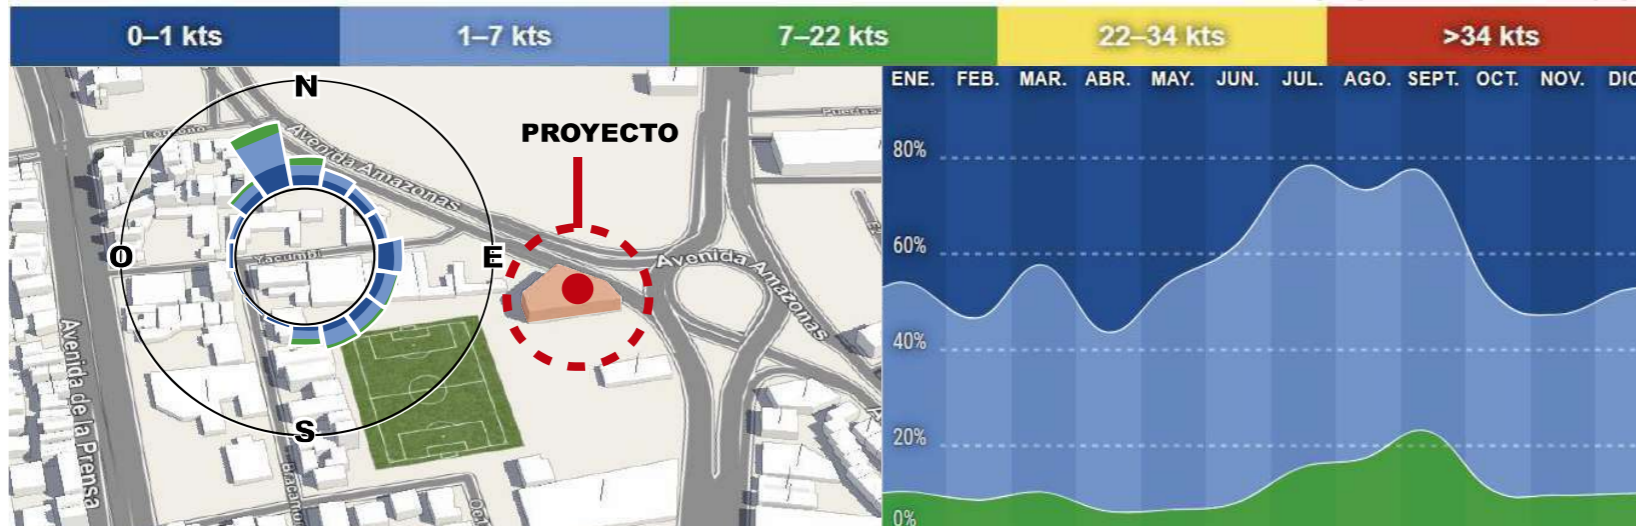 0–1 kts
1–7 kts
7–22 kts
22–34 kts
>34 kts
ENE.
FEB.
MAR.
ABR.
MAY.
JUN.
JUL.
AGO.
SEPT.
OCT.
NOV.
DIC
80%
60%
40%
20%
0%
N
O
E
S
PROYECTO
Avenida Amazonas
Avenida Amazonas
Yacumbi
Avenida de la Prensa